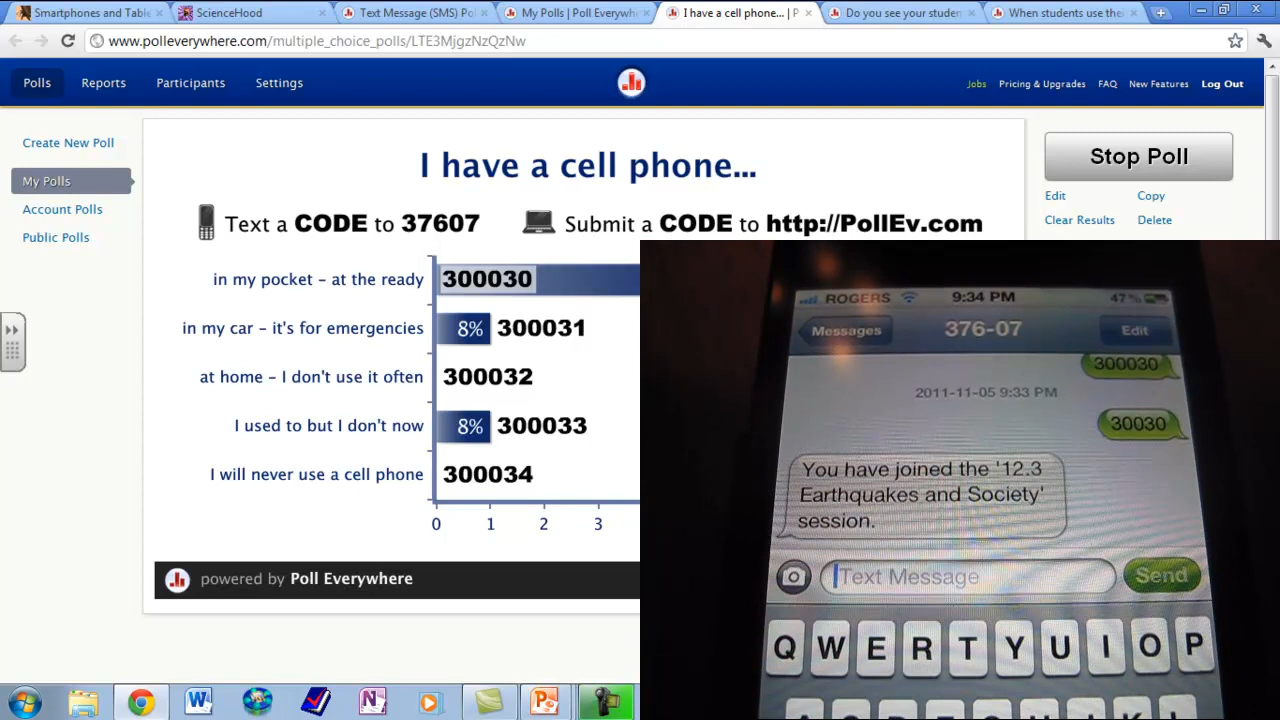 Smartphones and Table
ScienceHood
Text Message (SMS) Pol
My Polls | Poll Everywhe
I have a cell phone... | P
Do you see your studen
When students use thei
www.polleverywhere.com/multiple_choice_polls/LTE3MjgzNzQzNw
Polls
Reports
Participants
Settings
Jobs
Pricing & Upgrades
FAQ
New Features
Log Out
Create New Poll
My Polls
Account Polls
Public Polls
I have a cell phone...
Text a CODE to 37607
Submit a CODE to http://PollEv.com
Stop Poll
Edit
Copy
Clear Results
Delete
in my pocket – at the ready
300030
in my car – it's for emergencies
8% 300031
at home – I don't use it often
300032
I used to but I don't now
8% 300033
I will never use a cell phone
300034
0 1 2 3
powered by Poll Everywhere
ROGERS
9:34 PM
47%
Messages
376-07
Edit
300030
2011-11-05 9:33 PM
30030
You have joined the '12.3
Earthquakes and Society'
session.
Text Message
Send
Q W E R T Y U I O P